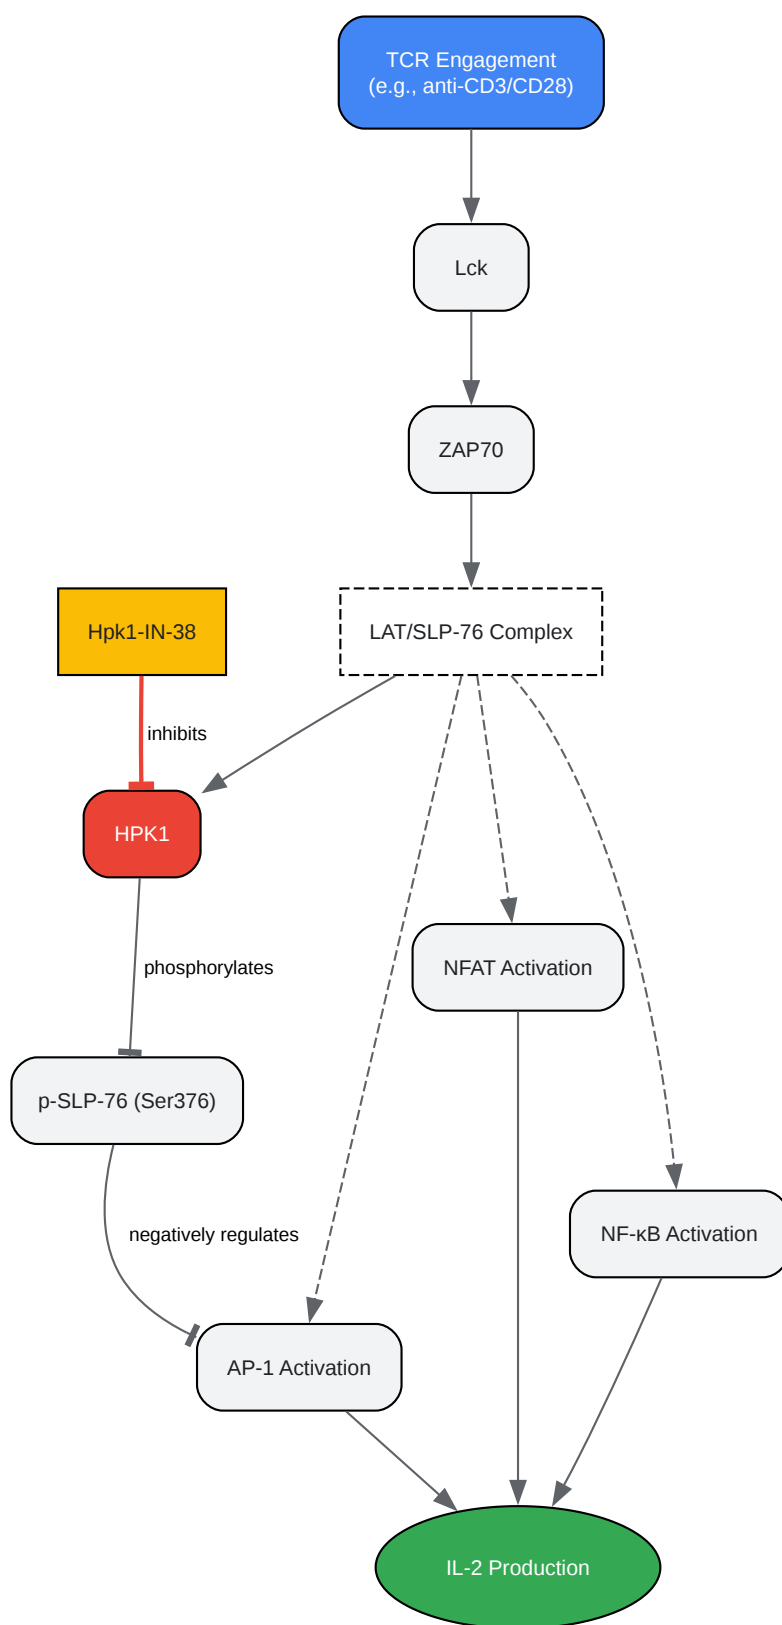 TCR Engagement
(e.g., anti-CD3/CD28)
Lck
ZAP70
Hpk1-IN-38
LAT/SLP-76 Complex
inhibits
HPK1
phosphorylates
NFAT Activation
p-SLP-76 (Ser376)
negatively regulates
NF-κB Activation
AP-1 Activation
IL-2 Production